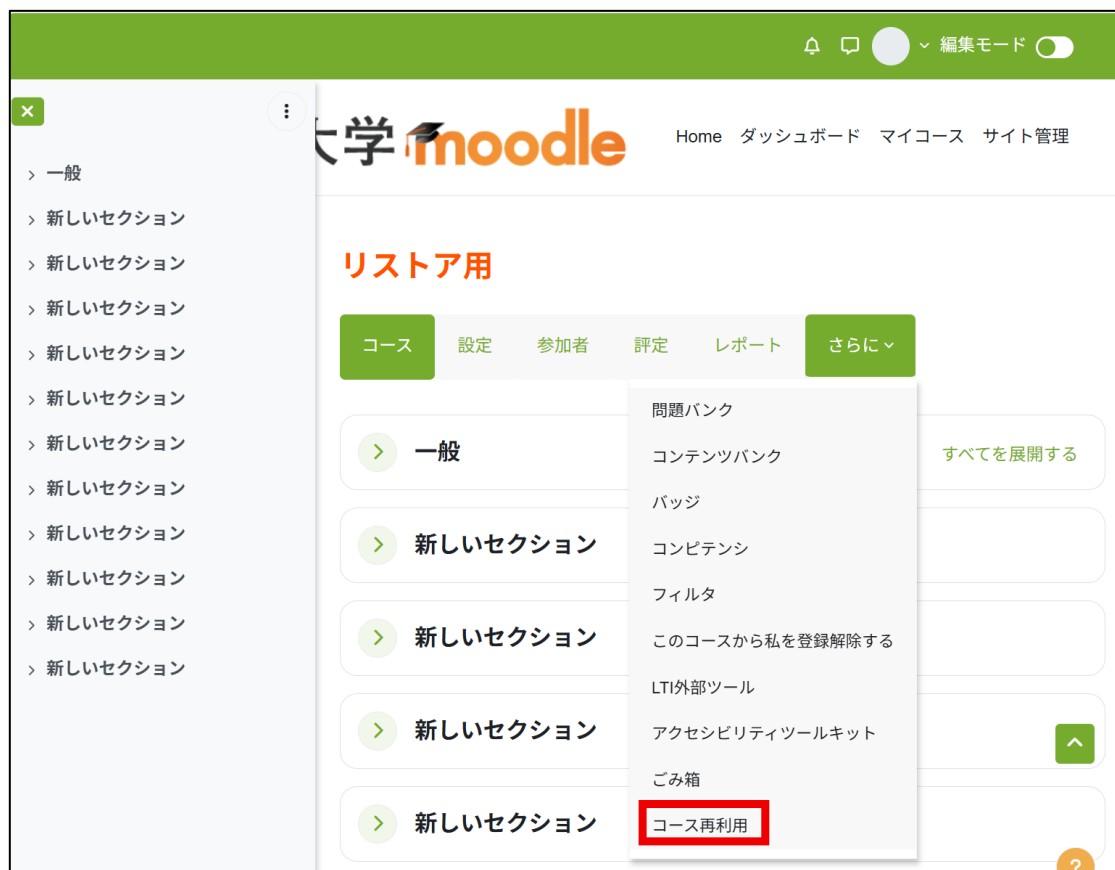 編集モード
大学 moodle
Home ダッシュボード マイコース サイト管理
一般
新しいセクション
新しいセクション
新しいセクション
新しいセクション
新しいセクション
新しいセクション
新しいセクション
新しいセクション
新しいセクション
新しいセクション
新しいセクション
リストア用
コース 設定 参加者 評定 レポート さらに
問題バンク
コンテンツバンク
バッジ
コンピテンシ
フィルタ
このコースから私を登録解除する
LTI外部ツール
アクセシビリティツールキット
ごみ箱
コース再利用
一般 すべてを展開する
新しいセクション
新しいセクション
新しいセクション
新しいセクション
?